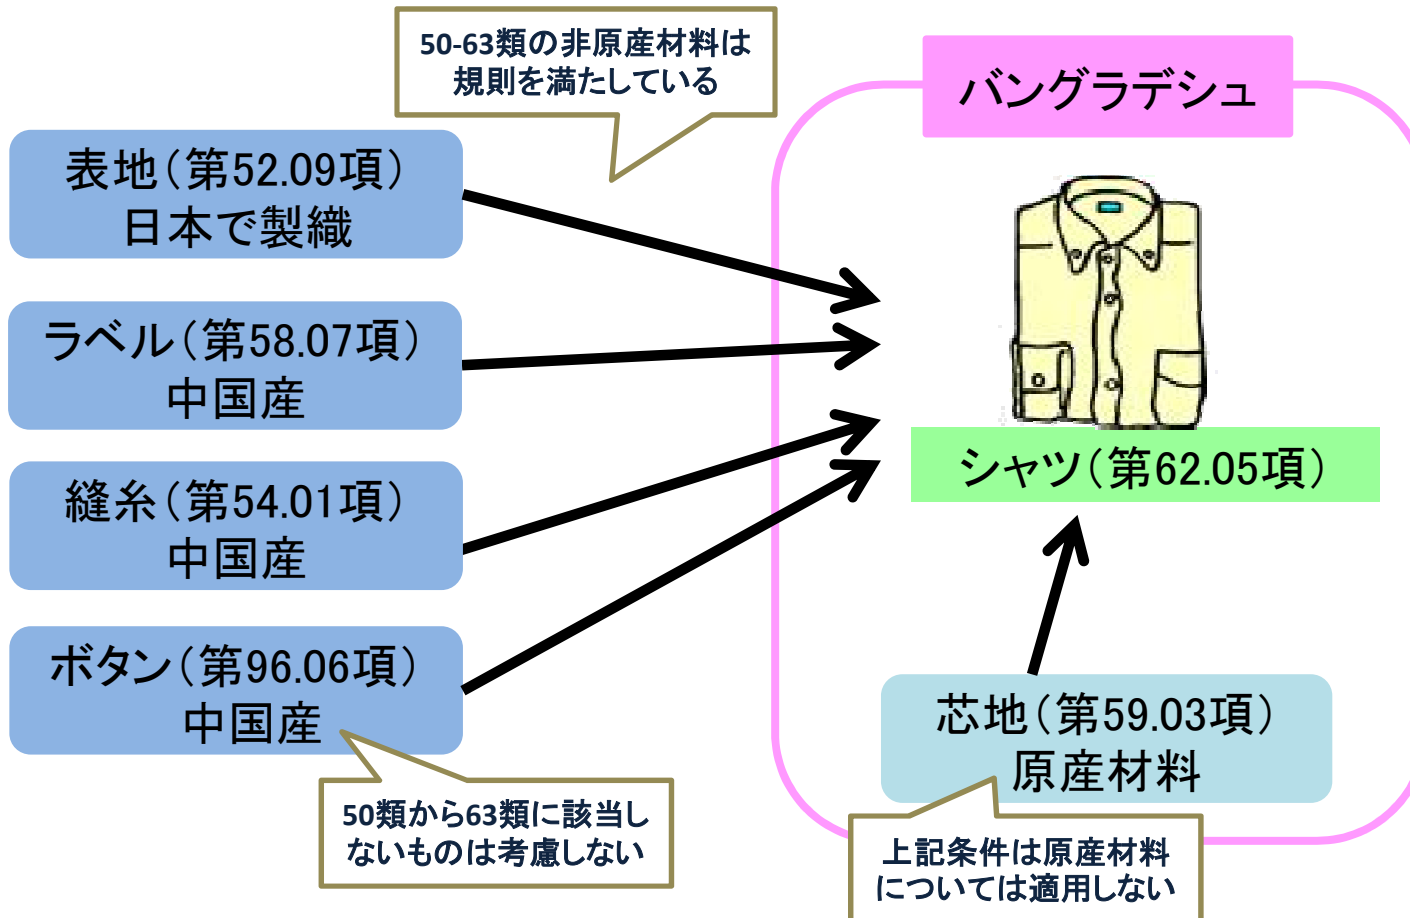 50-63類の非原産材料は
規則を満たしている
バングラデシュ
表地(第52.09項)
日本で製織
ラベル(第58.07項)
中国産
縫糸(第54.01項)
中国産
ボタン(第96.06項)
中国産
シャツ(第62.05項)
芯地(第59.03項)
原産材料
50類から63類に該当し
ないものは考慮しない
上記条件は原産材料
については適用しない